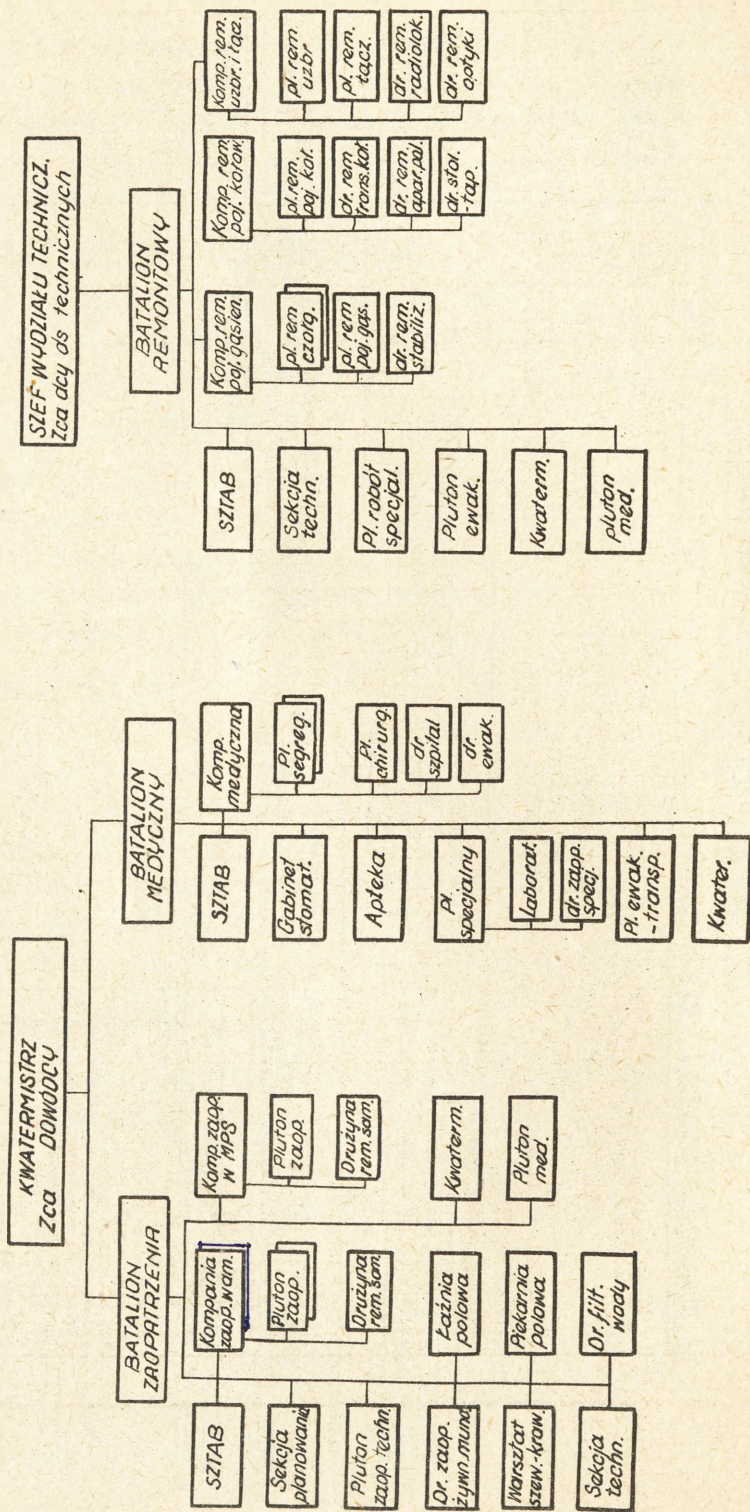 KWATERMISTRZ
Zca DOWÓDCY
BATALION
ZAOPATRZENIA
SZTAB
Sekcja
planowania
Pluton
zaop. techn.
Dr. zaop.
żywn.mund.
Warsztat
szew.-kraw.
Sekcja
techn.
Kompania
zaop.wam.
Pluton
zaop.
Drużyna
rem.sam.
Łaźnia
polowa
Piekarnia
polowa
Dr. filt.
wody
Komp.zaop.
w MPS
Pluton
zaop.
Drużyna
rem.sam.
Kwaterm.
Pluton
med.
BATALION
MEDYCZNY
SZTAB
Gabinet
stomat.
Apteka
Pl.
specjalny
laborat.
dr. zaop.
specj.
Pl. ewak.
-transp.
Kwater.
Komp.
medyczna
Pl.
segreg.
Pl.
chirurg.
dr
szpital
dr.
ewak.
SZEF WYDZIAŁU TECHNICZ.
Zca dcy ds technicznych
BATALION
REMONTOWY
SZTAB
Sekcja
techn.
Pl. robót
specjal.
Pluton
ewak.
Kwaterm.
pluton
med.
Komp.rem.
poj.gąsien.
pl. rem
czołg.
pl. rem
poj.gąs.
dr. rem.
stabiliz.
Komp. rem
poj. kołow.
pl. rem.
poj. koł.
dr. rem
trans.koł.
dr. rem
apar.pal.
dr. stol.
-tap.
Komp. rem.
uzbr. i łącz.
pl. rem
uzbr
pl. rem.
łącz.
dr. rem.
radiolok.
dr. rem.
optyki